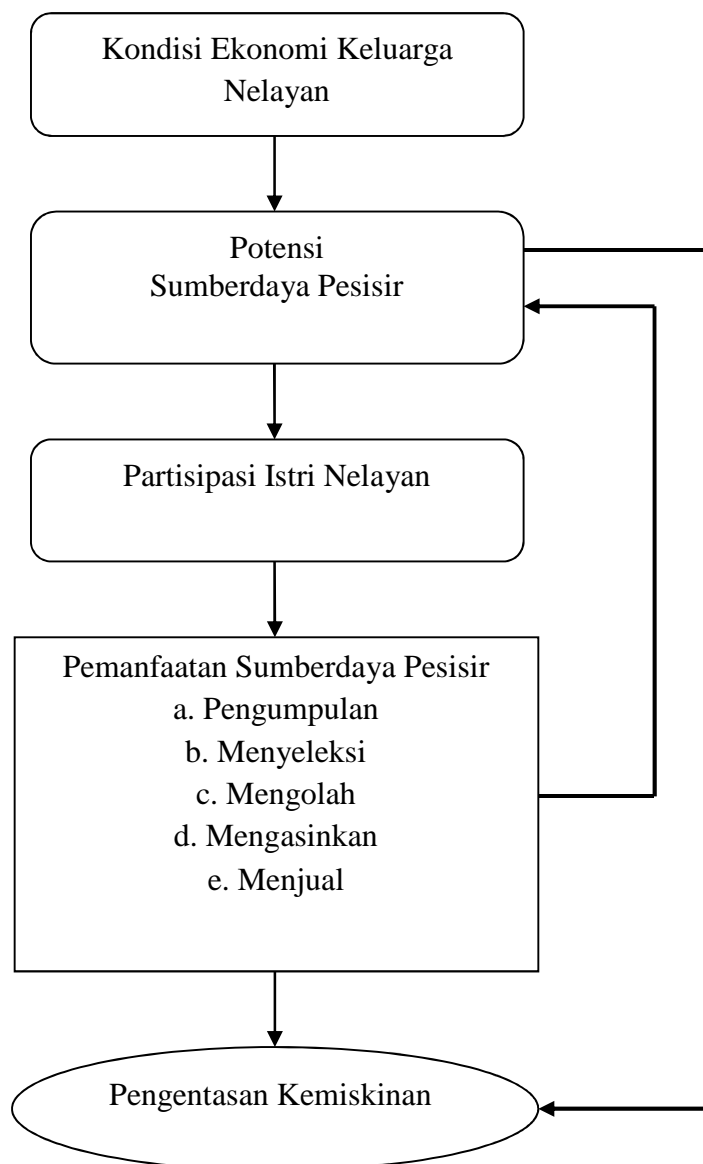 Kondisi Ekonomi Keluarga
Nelayan
Potensi
Sumberdaya Pesisir
Partisipasi Istri Nelayan
Pemanfaatan Sumberdaya Pesisir
a. Pengumpulan
b. Menyeleksi
c. Mengolah
d. Mengasinkan
e. Menjual
Pengentasan Kemiskinan